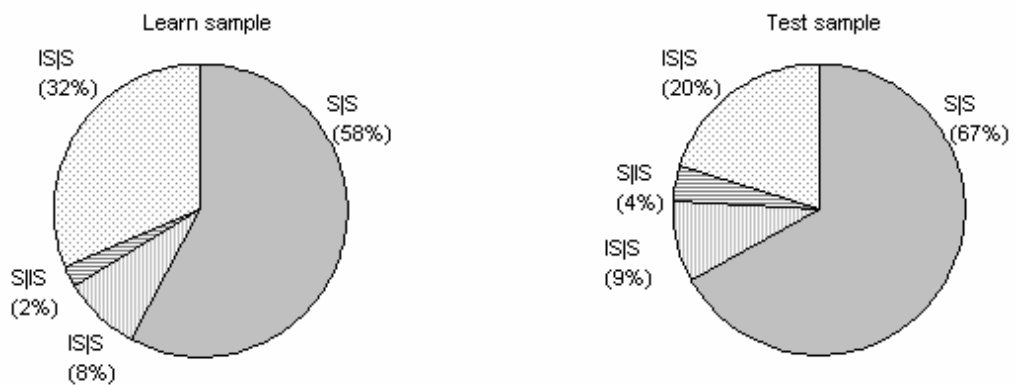 Learn sample
IS|S
(32%)
S|S
(58%)
S|IS
(2%)
IS|S
(8%)
Test sample
IS|S
(20%)
S|S
(67%)
S|IS
(4%)
IS|S
(9%)